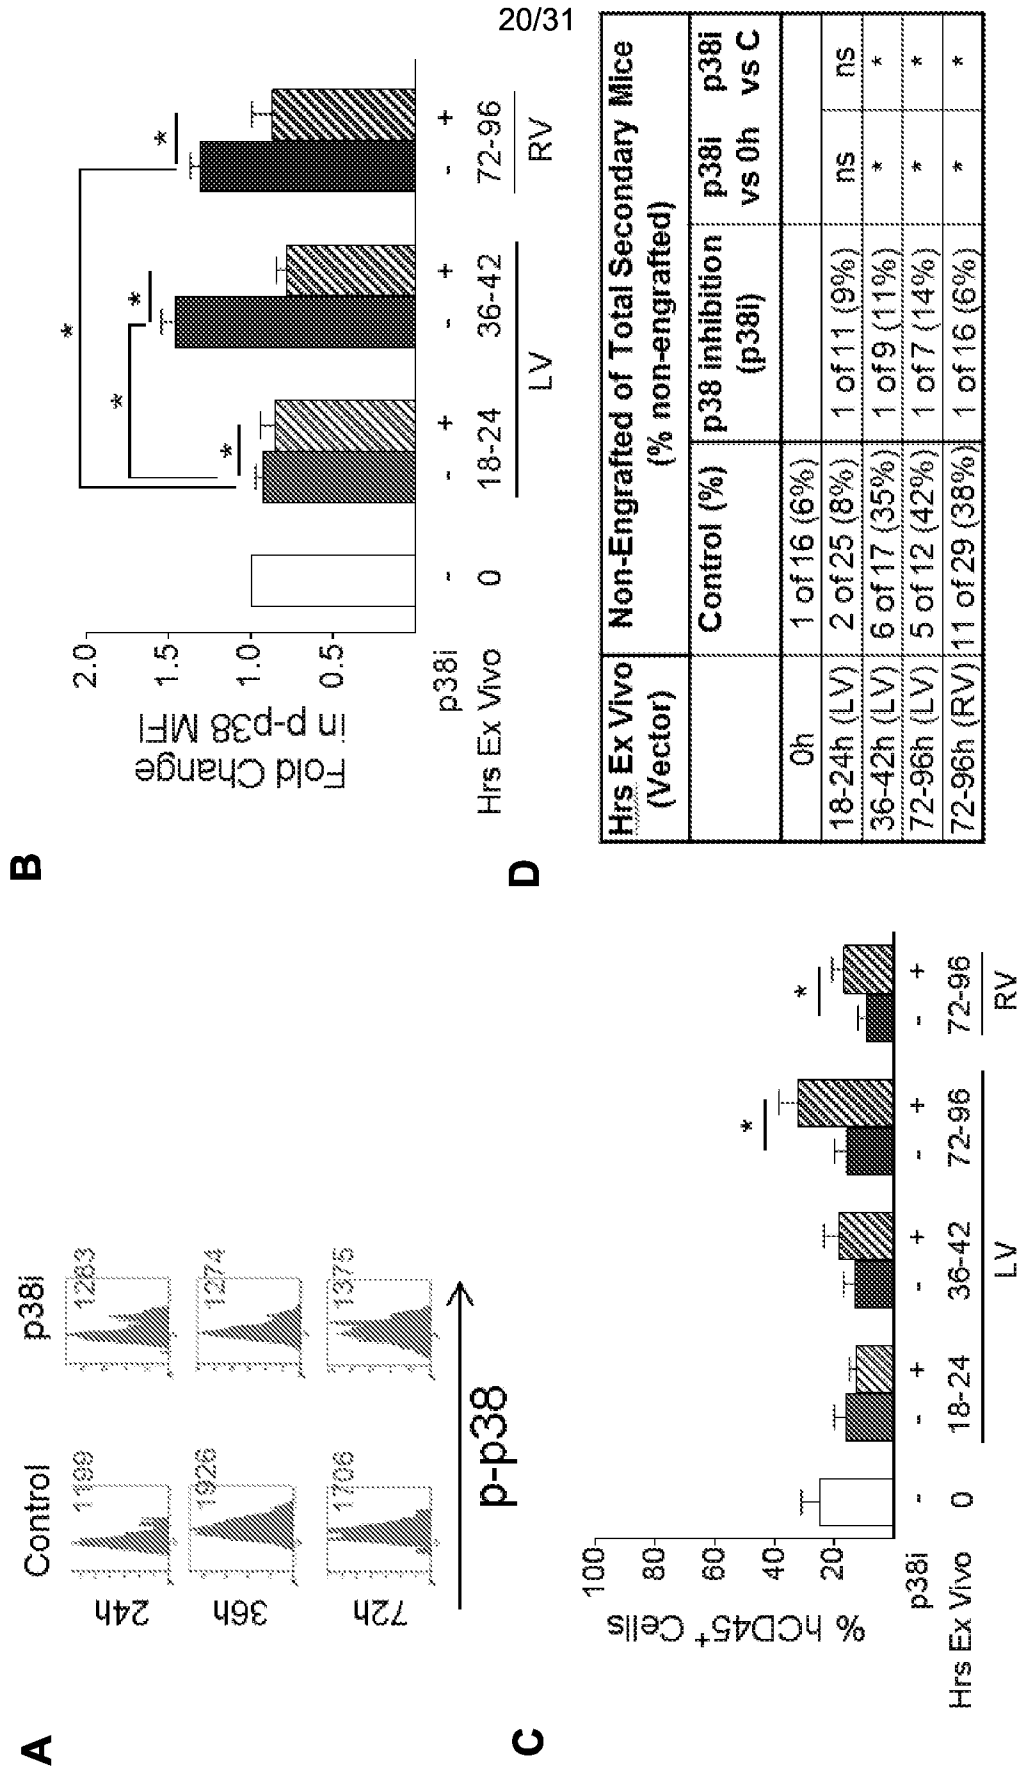 20/31
A
Control
p38i
24h
1199
1283
36h
1926
1274
72h
1706
1375
p-p38
B
Fold Change
in p-p38 MFI
2.0
1.5
1.0
0.5
* * * * *
p38i - - + - + - +
Hrs Ex Vivo 0 18-24 36-42 72-96
LV RV
C
% hCD45+ Cells
100
80
60
40
20
* *
p38i - - + - + - + - +
Hrs Ex Vivo 0 18-24 36-42 72-96 72-96
LV RV
D
Hrs Ex Vivo Non-Engrafted of Total Secondary Mice
(Vector) (% non-engrafted)
Control (%) p38 inhibition p38i p38i
(p38i) vs 0h vs C
0h 1 of 16 (6%)
18-24h (LV) 2 of 25 (8%) 1 of 11 (9%) ns ns
36-42h (LV) 6 of 17 (35%) 1 of 9 (11%) * *
72-96h (LV) 5 of 12 (42%) 1 of 7 (14%) * *
72-96h (RV) 11 of 29 (38%) 1 of 16 (6%) * *